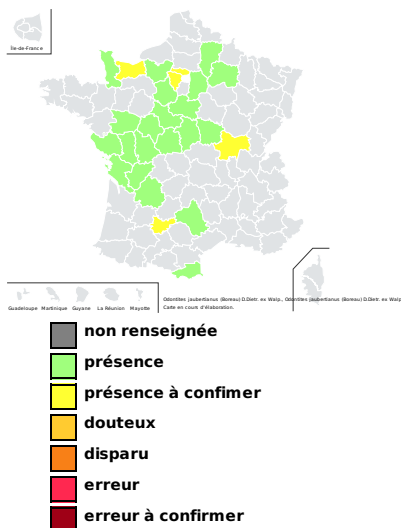 Île-de-France
Guadeloupe Martinique Guyane La Réunion Mayotte
Odontites jaubertianus (Boreau) D.Dietr. ex Walp., Odontites jaubertianus (Boreau) D.Dietr. ex Walp
Carte en cours d'élaboration.
non renseignée
présence
présence à confimer
douteux
disparu
erreur
erreur à confirmer